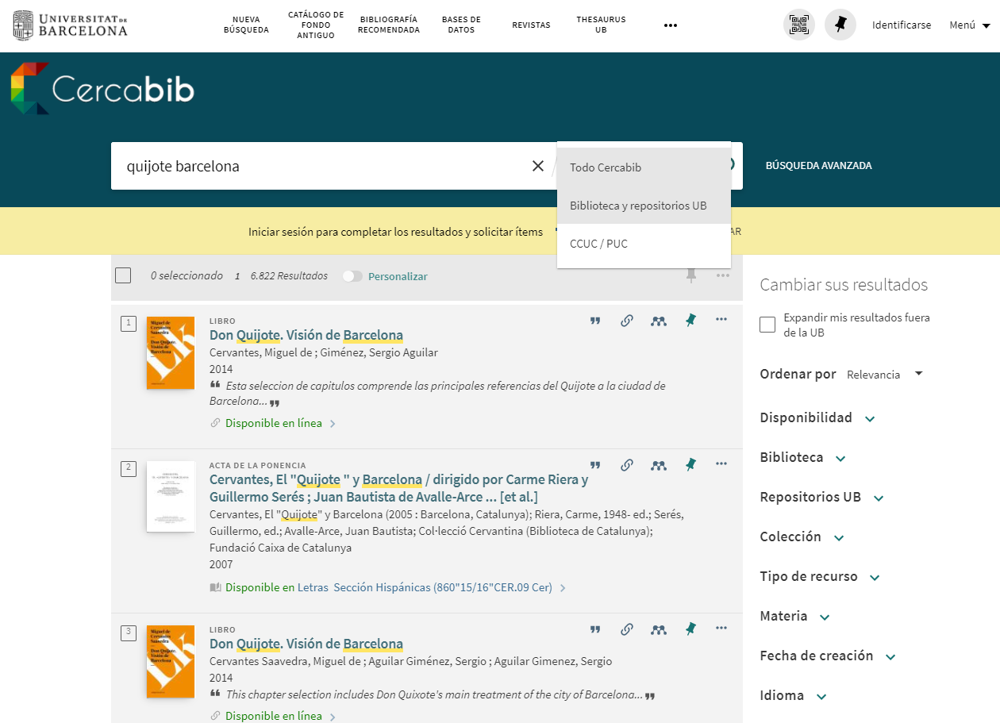 UNIVERSITAT DE
BARCELONA
NUEVA
BÚSQUEDA
CATÁLOGO DE
FONDO
ANTIGUO
BIBLIOGRAFÍA
RECOMENDADA
BASES DE
DATOS
REVISTAS
THESAURUS
UB
Identificarse
Menú
Cercabib
quijote barcelona
Todo Cercabib
Biblioteca y repositorios UB
CCUC / PUC
BÚSQUEDA AVANZADA
Iniciar sesión para completar los resultados y solicitar ítems
AR
0 seleccionado 1 6.822 Resultados Personalizar
1
Miguel de
Cervantes
Saavedra
Don Quijote.
Visión de
Barcelona
LIBRO
Don Quijote. Visión de Barcelona
Cervantes, Miguel de ; Giménez, Sergio Aguilar
2014
Esta seleccion de capitulos comprende las principales referencias del Quijote a la ciudad de
Barcelona...
Disponible en línea
2
ACTA DE LA PONENCIA
Cervantes, El "Quijote " y Barcelona / dirigido por Carme Riera y
Guillermo Serés ; Juan Bautista de Avalle-Arce ... [et al.]
Cervantes, El "Quijote" y Barcelona (2005 : Barcelona, Catalunya); Riera, Carme, 1948- ed.; Serés,
Guillermo, ed.; Avalle-Arce, Juan Bautista; Col·lecció Cervantina (Biblioteca de Catalunya);
Fundació Caixa de Catalunya
2007
Disponible en Letras Sección Hispánicas (860"15/16"CER.09 Cer)
3
Miguel de
Cervantes
Saavedra
Don Quijote.
Visión de
Barcelona
LIBRO
Don Quijote. Visión de Barcelona
Cervantes Saavedra, Miguel de ; Aguilar Giménez, Sergio ; Aguilar Gimenez, Sergio
2014
This chapter selection includes Don Quixote's main treatment of the city of Barcelona...
Disponible en línea
Cambiar sus resultados
Expandir mis resultados fuera
de la UB
Ordenar por Relevancia
Disponibilidad
Biblioteca
Repositorios UB
Colección
Tipo de recurso
Materia
Fecha de creación
Idioma